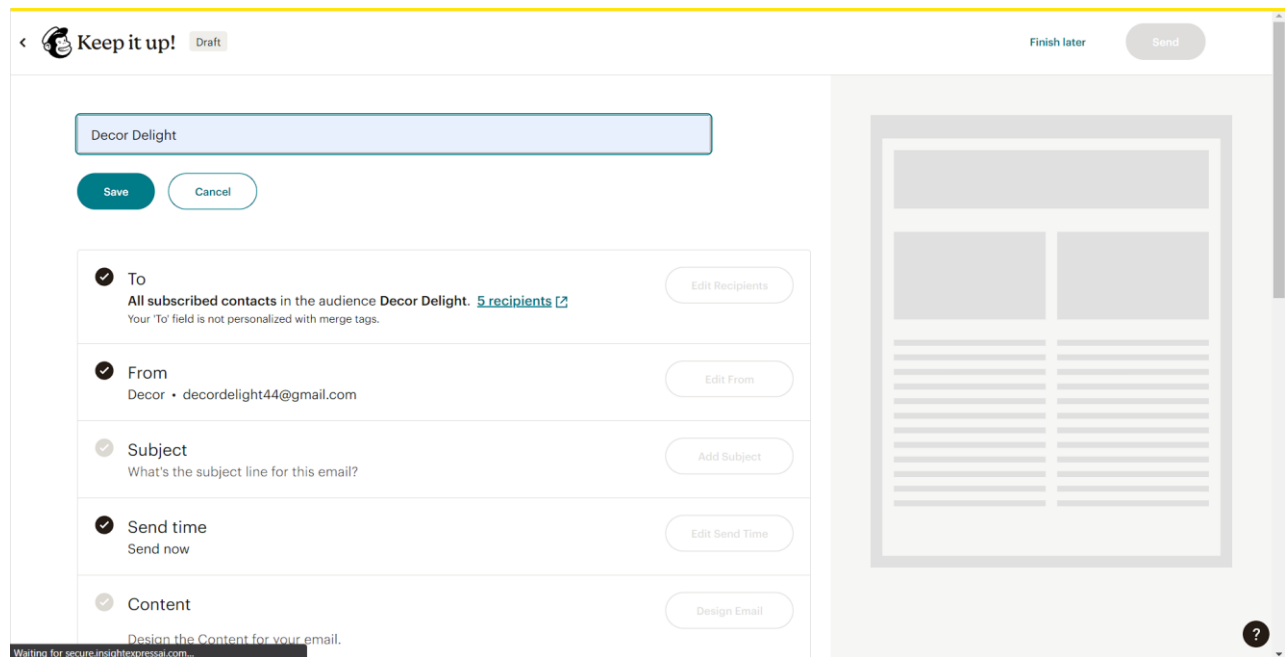 Keep it up! Draft Finish later Send
Decor Delight
Save Cancel
To
All subscribed contacts in the audience Decor Delight. 5 recipients
Your 'To' field is not personalized with merge tags.
Edit Recipients
From
Decor • decordelight44@gmail.com
Edit From
Subject
What's the subject line for this email?
Add Subject
Send time
Send now
Edit Send Time
Content
Design the Content for your email.
Design Email
?
Waiting for secure.insightexpressai.com...